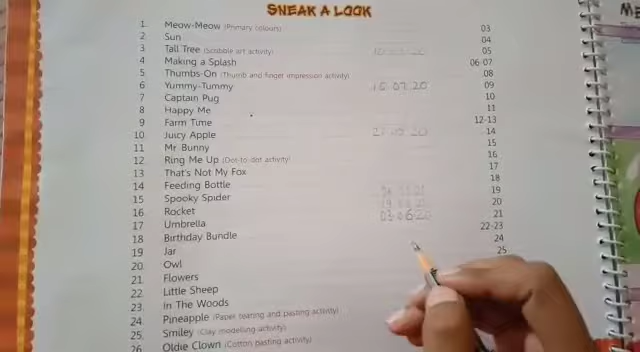 SNEAK A LOOK
1. Meow-Meow (Primary colours) 03
2 Sun 04
3 Tall Tree (Scribble art activity) 05
4 Making a Splash 06-07
5 Thumbs-On (Thumb and finger impression activity) 08
6 Yummy-Tummy 09
7 Captain Pug 10
8 Happy Me 11
9 Farm Time 12-13
10. Juicy Apple 14
11 Mr Bunny 15
12. Ring Me Up (Dot-to-dot activity) 16
13 That's Not My Fox 17
14 Feeding Bottle 18
15 Spooky Spider 19
16. Rocket 03.06.20 20
17 Umbrella 21
18 Birthday Bundle 22-23
19 Jar 24
20. Owl 25
21. Flowers
22. Little Sheep
23. In The Woods
24. Pineapple (Paper tearing and pasting activity)
25. Smiley (Clay modelling activity)
26 Oldie Clown (Cotton pasting activity)